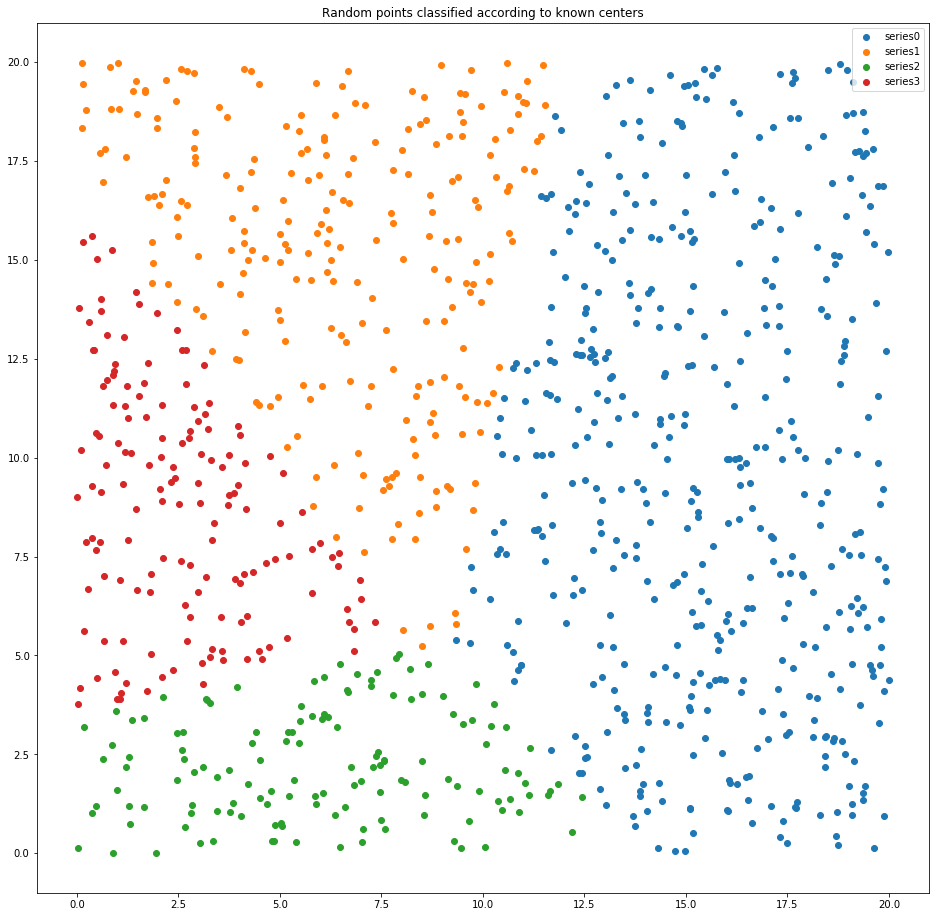 Random points classified according to known centers
series0
series1
series2
series3
20.0
17.5
15.0
12.5
10.0
7.5
5.0
2.5
0.0
0.0 2.5 5.0 7.5 10.0 12.5 15.0 17.5 20.0